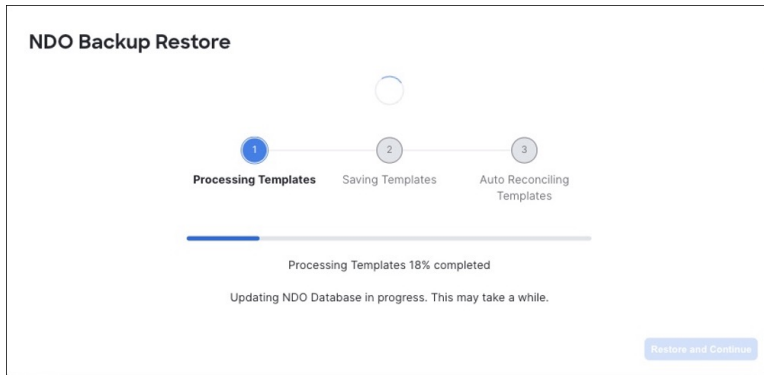 NDO Backup Restore
1
2
3
Processing Templates
Saving Templates
Auto Reconciling
Templates
Processing Templates 18% completed
Updating NDO Database in progress. This may take a while.
Restore and Continue